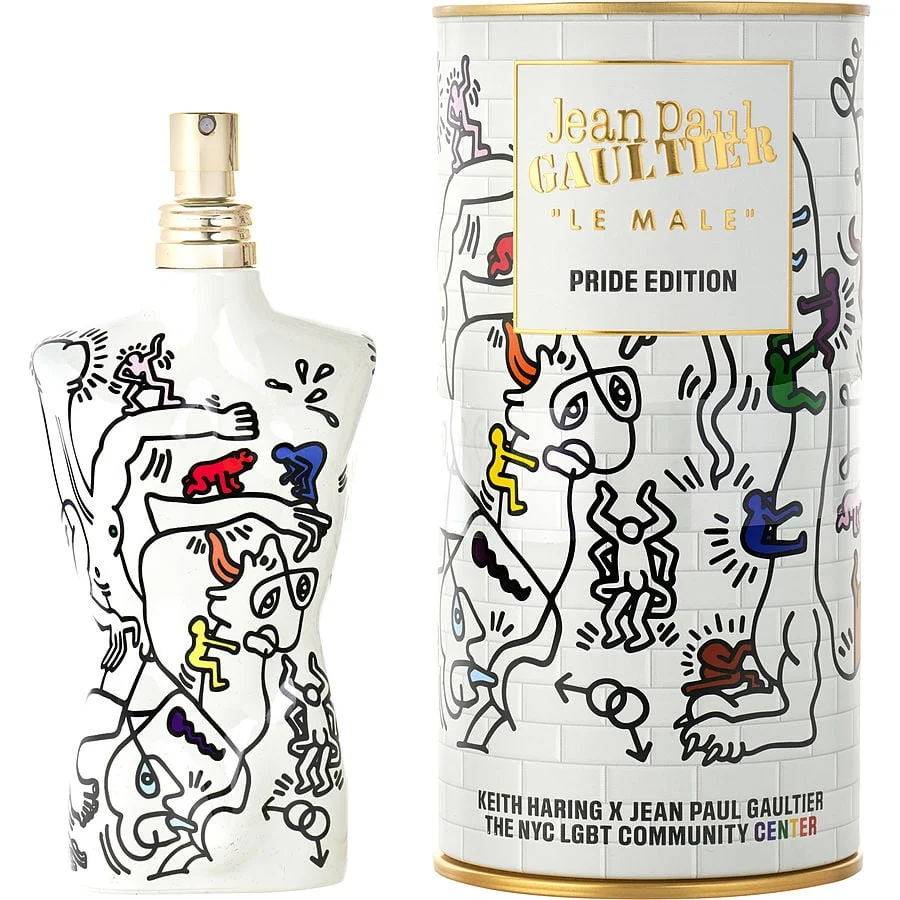 Jean Paul
GAULTIER
"LE MALE"
PRIDE EDITION
KEITH HARING X JEAN PAUL GAULTIER
THE NYC LGBT COMMUNITY CENTER